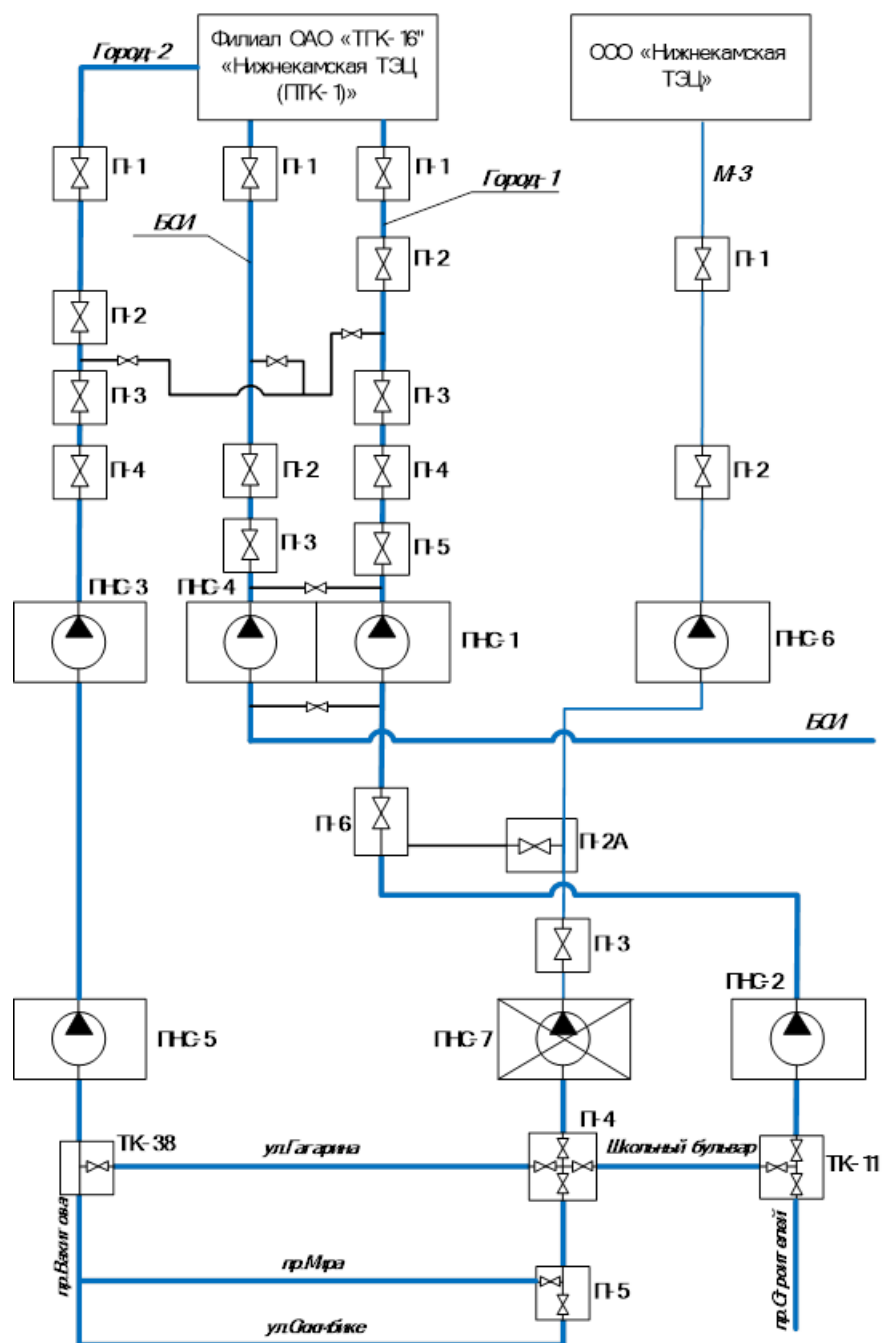 Город-2
Филиал ОАО «ТГК-16"
«Нижнекамская ТЭЦ
(ПТК-1)»
ООО «Нижнекамская
ТЭЦ»
П-1
П-1
П-1
М-3
Город-1
БСИ
П-2
П-1
П-2
П-3
П-3
П-4
П-2
П-4
П-2
П-3
П-5
ПНС-3
ПНС-4
ПНС-1
ПНС-6
БСИ
П-6
П-2А
П-3
ПНС-2
ПНС-5
ПНС-7
П-4
ТК-38
ул.Гагарина
Школьный бульвар
ТК-11
пр.Вахитова
пр.Мира
П-5
пр.Строителей
ул.Сююмбике